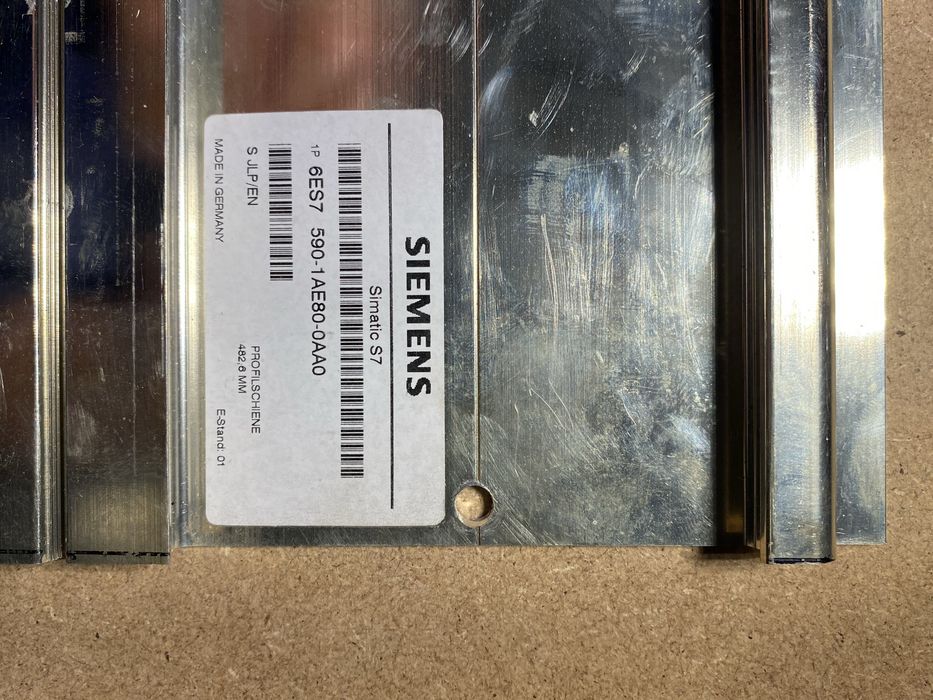 SIEMENS
Simatic S7
1P 6ES7 590-1AE80-0AA0
S JLP/EN
PROFILSCHIENE
482,6 MM
MADE IN GERMANY
E-Stand: 01